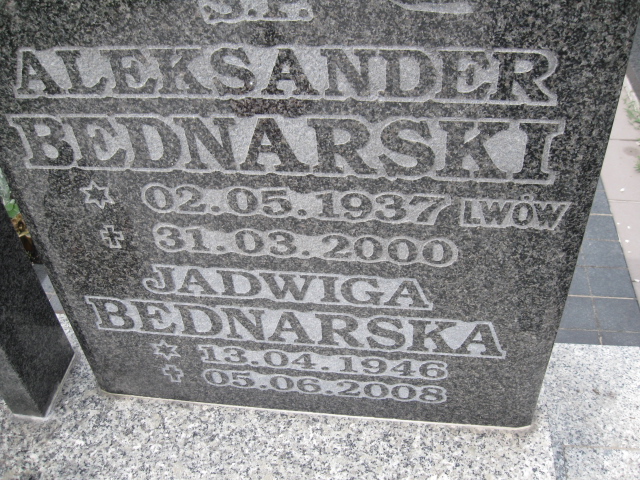 Ś.P.
ALEKSANDER
BEDNARSKI
02.05.1937 LWÓW
31.03.2000
JADWIGA
BEDNARSKA
13.04.1946
05.06.2008